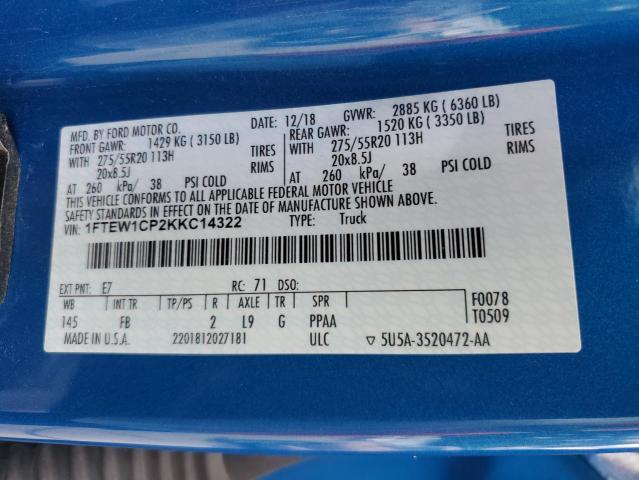 MFD. BY FORD MOTOR CO. DATE: 12/18 GVWR: 2885 KG ( 6360 LB)
FRONT GAWR: 1429 KG ( 3150 LB) REAR GAWR: 1520 KG ( 3350 LB)
WITH 275/55R20 113H TIRES WITH 275/55R20 113H TIRES
20x8.5J RIMS 20x8.5J RIMS
AT 260 kPa/ 38 PSI COLD AT 260 kPa/ 38 PSI COLD
THIS VEHICLE CONFORMS TO ALL APPLICABLE FEDERAL MOTOR VEHICLE
SAFETY STANDARDS IN EFFECT ON THE DATE OF MANUFACTURE SHOWN ABOVE.
VIN: 1FTEW1CP2KKC14322 TYPE: Truck
EXT PNT: E7 RC: 71 DSO:
WB INT TR TP/PS R AXLE TR SPR F0078
145 FB 2 L9 G PPAA T0509
MADE IN U.S.A. 2201812027181 ULC ▽ 5U5A-3520472-AA